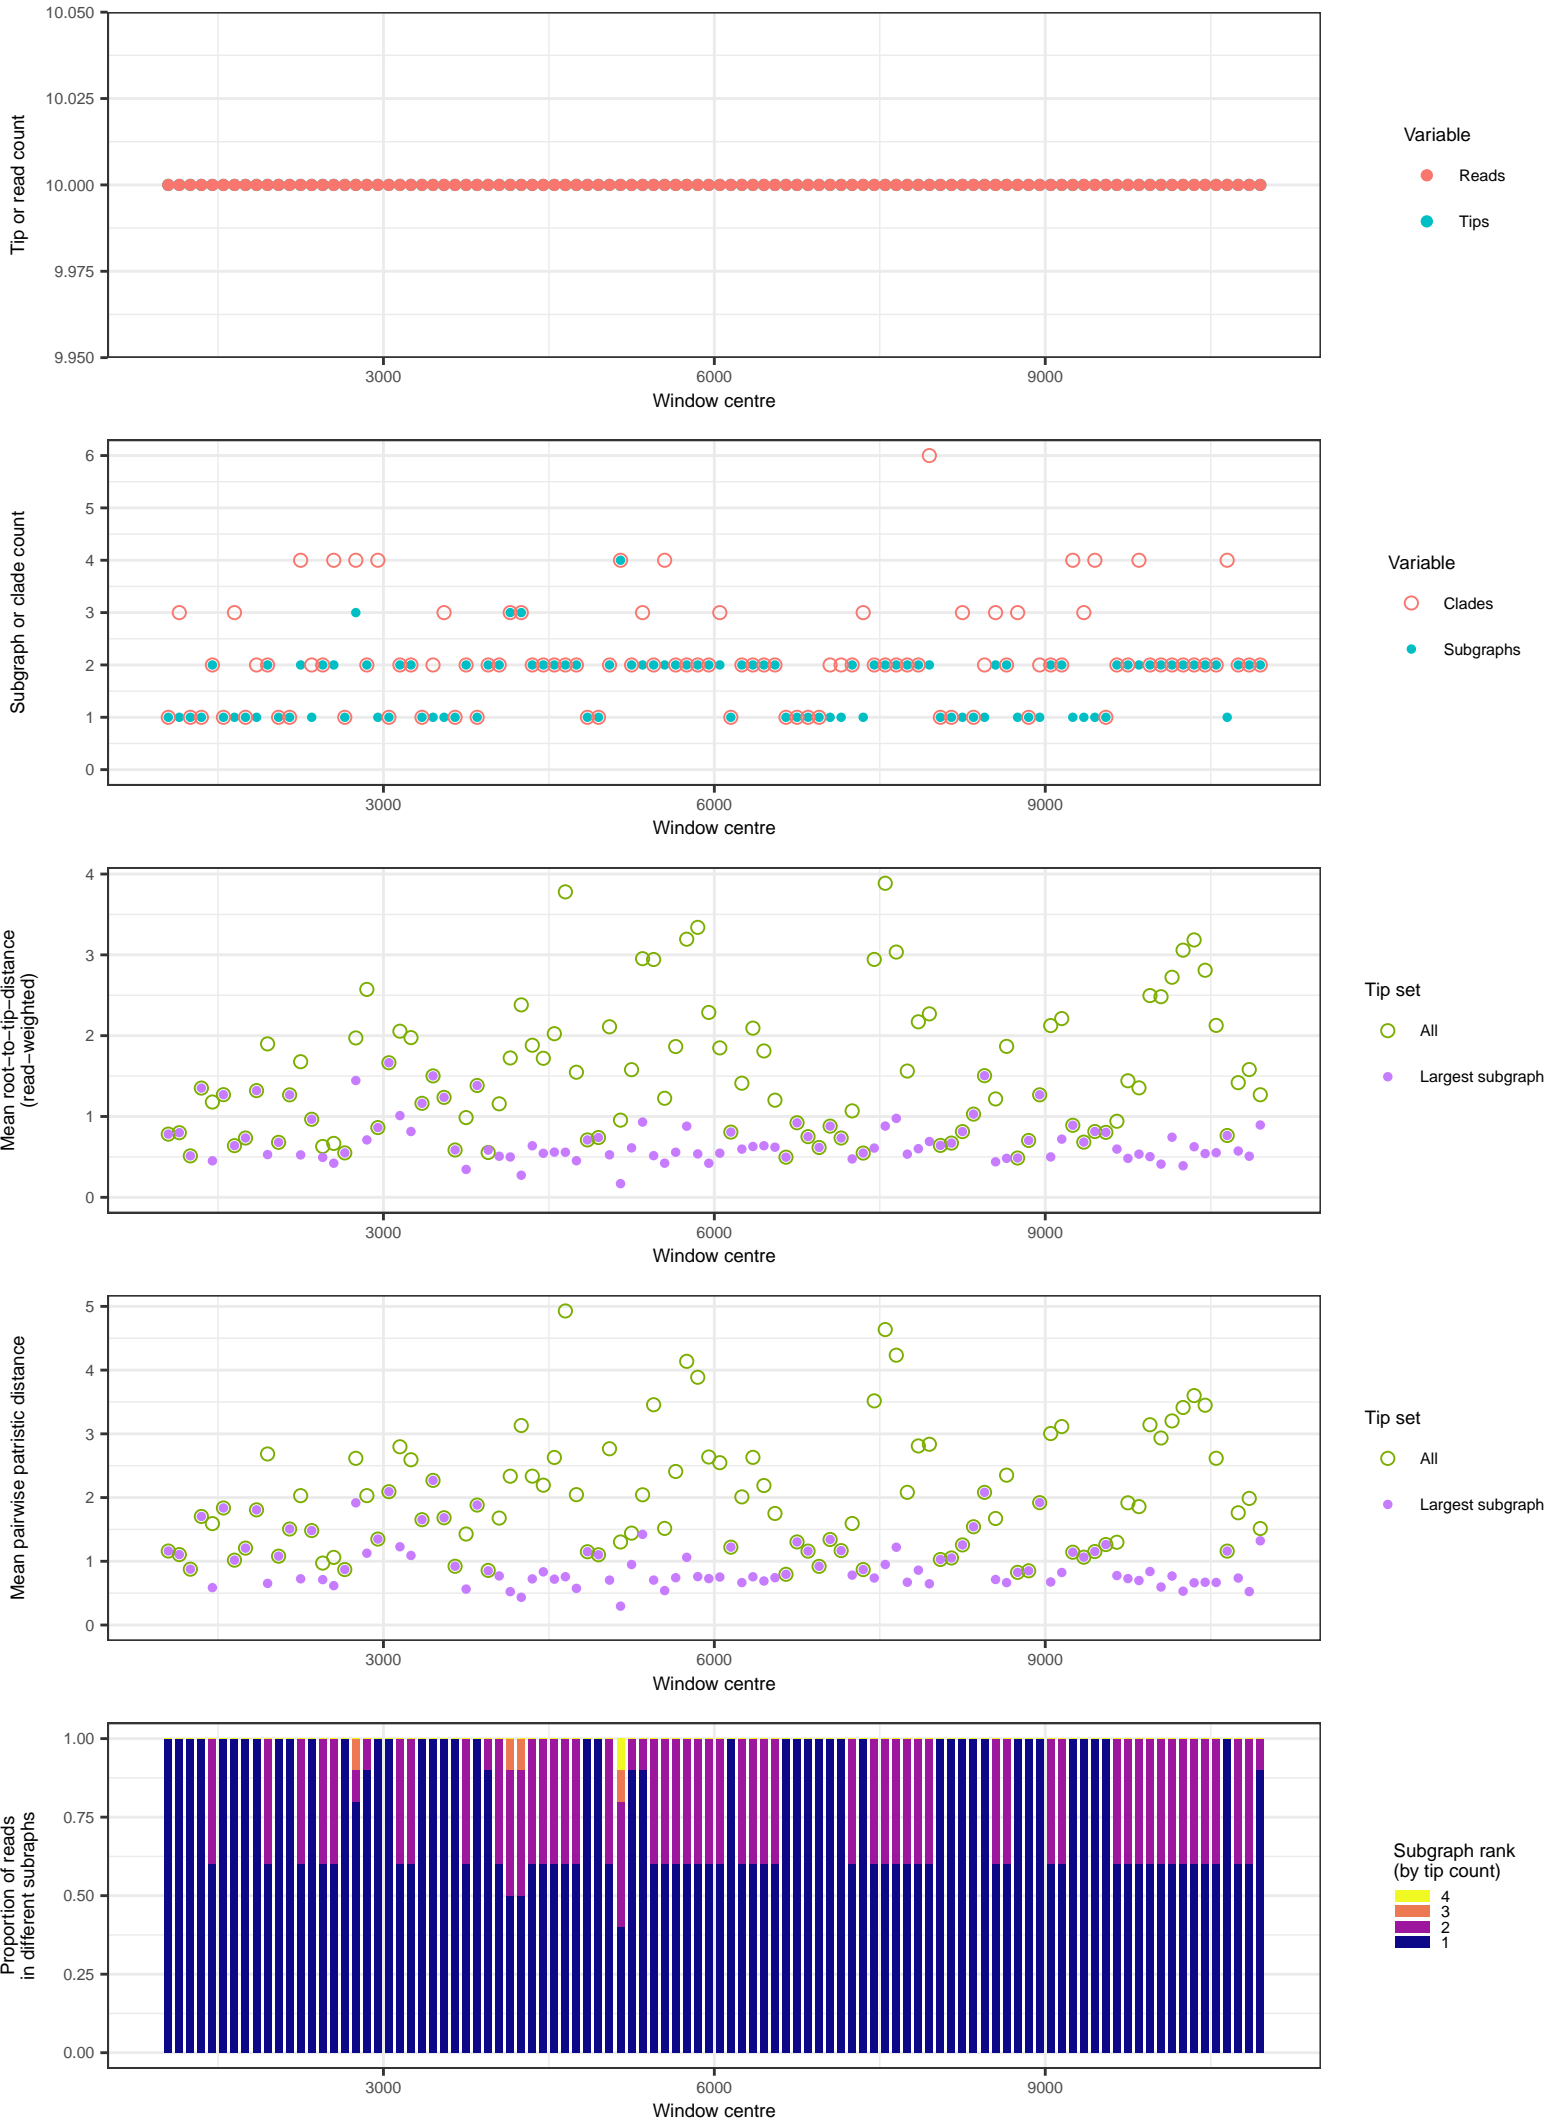 10.050
10.025
10.000
9.975
9.950
Tip or read count
3000
6000
9000
Window centre
Variable
Reads
Tips
6
5
4
3
2
1
0
Subgraph or clade count
3000
6000
9000
Window centre
Variable
Clades
Subgraphs
4
3
2
1
0
Mean root−to−tip−distance
(read−weighted)
3000
6000
9000
Window centre
Tip set
All
Largest subgraph
5
4
3
2
1
0
Mean pairwise patristic distance
3000
6000
9000
Window centre
Tip set
All
Largest subgraph
1.00
0.75
0.50
0.25
0.00
Proportion of reads
in different subraphs
3000
6000
9000
Window centre
Subgraph rank
(by tip count)
4
3
2
1